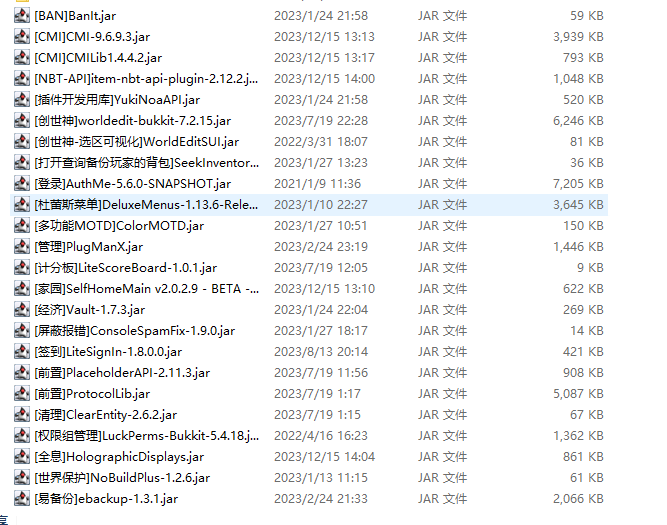 [BAN]BanIt.jar 2023/1/24 21:58 JAR 文件 59 KB
[CMI]CMI-9.6.9.3.jar 2023/12/15 13:13 JAR 文件 3,939 KB
[CMI]CMILib1.4.4.2.jar 2023/12/15 13:17 JAR 文件 793 KB
[NBT-API]item-nbt-api-plugin-2.12.2.j... 2023/12/15 14:00 JAR 文件 1,048 KB
[插件开发用库]YukiNoaAPI.jar 2023/1/24 21:58 JAR 文件 520 KB
[创世神]worldedit-bukkit-7.2.15.jar 2023/7/19 22:28 JAR 文件 6,246 KB
[创世神-选区可视化]WorldEditSUI.jar 2022/3/31 18:07 JAR 文件 81 KB
[打开查询备份玩家的背包]SeekInventor... 2023/1/27 13:23 JAR 文件 36 KB
[登录]AuthMe-5.6.0-SNAPSHOT.jar 2021/1/9 11:36 JAR 文件 7,205 KB
[杜蕾斯菜单]DeluxeMenus-1.13.6-Rele... 2023/1/10 22:27 JAR 文件 3,645 KB
[多功能MOTD]ColorMOTD.jar 2023/1/27 10:51 JAR 文件 150 KB
[管理]PlugManX.jar 2023/2/24 23:19 JAR 文件 1,446 KB
[计分板]LiteScoreBoard-1.0.1.jar 2023/7/19 12:05 JAR 文件 9 KB
[家园]SelfHomeMain v2.0.2.9 - BETA -... 2023/12/15 13:10 JAR 文件 622 KB
[经济]Vault-1.7.3.jar 2023/1/24 22:04 JAR 文件 269 KB
[屏蔽报错]ConsoleSpamFix-1.9.0.jar 2023/1/27 18:17 JAR 文件 14 KB
[签到]LiteSignIn-1.8.0.0.jar 2023/8/13 20:14 JAR 文件 421 KB
[前置]PlaceholderAPI-2.11.3.jar 2023/7/19 11:56 JAR 文件 908 KB
[前置]ProtocolLib.jar 2023/7/19 1:17 JAR 文件 5,087 KB
[清理]ClearEntity-2.6.2.jar 2023/7/19 1:15 JAR 文件 67 KB
[权限组管理]LuckPerms-Bukkit-5.4.18.j... 2022/4/16 16:23 JAR 文件 1,362 KB
[全息]HolographicDisplays.jar 2023/12/15 14:04 JAR 文件 861 KB
[世界保护]NoBuildPlus-1.2.6.jar 2023/1/13 11:15 JAR 文件 61 KB
[易备份]ebackup-1.3.1.jar 2023/2/24 21:33 JAR 文件 2,066 KB